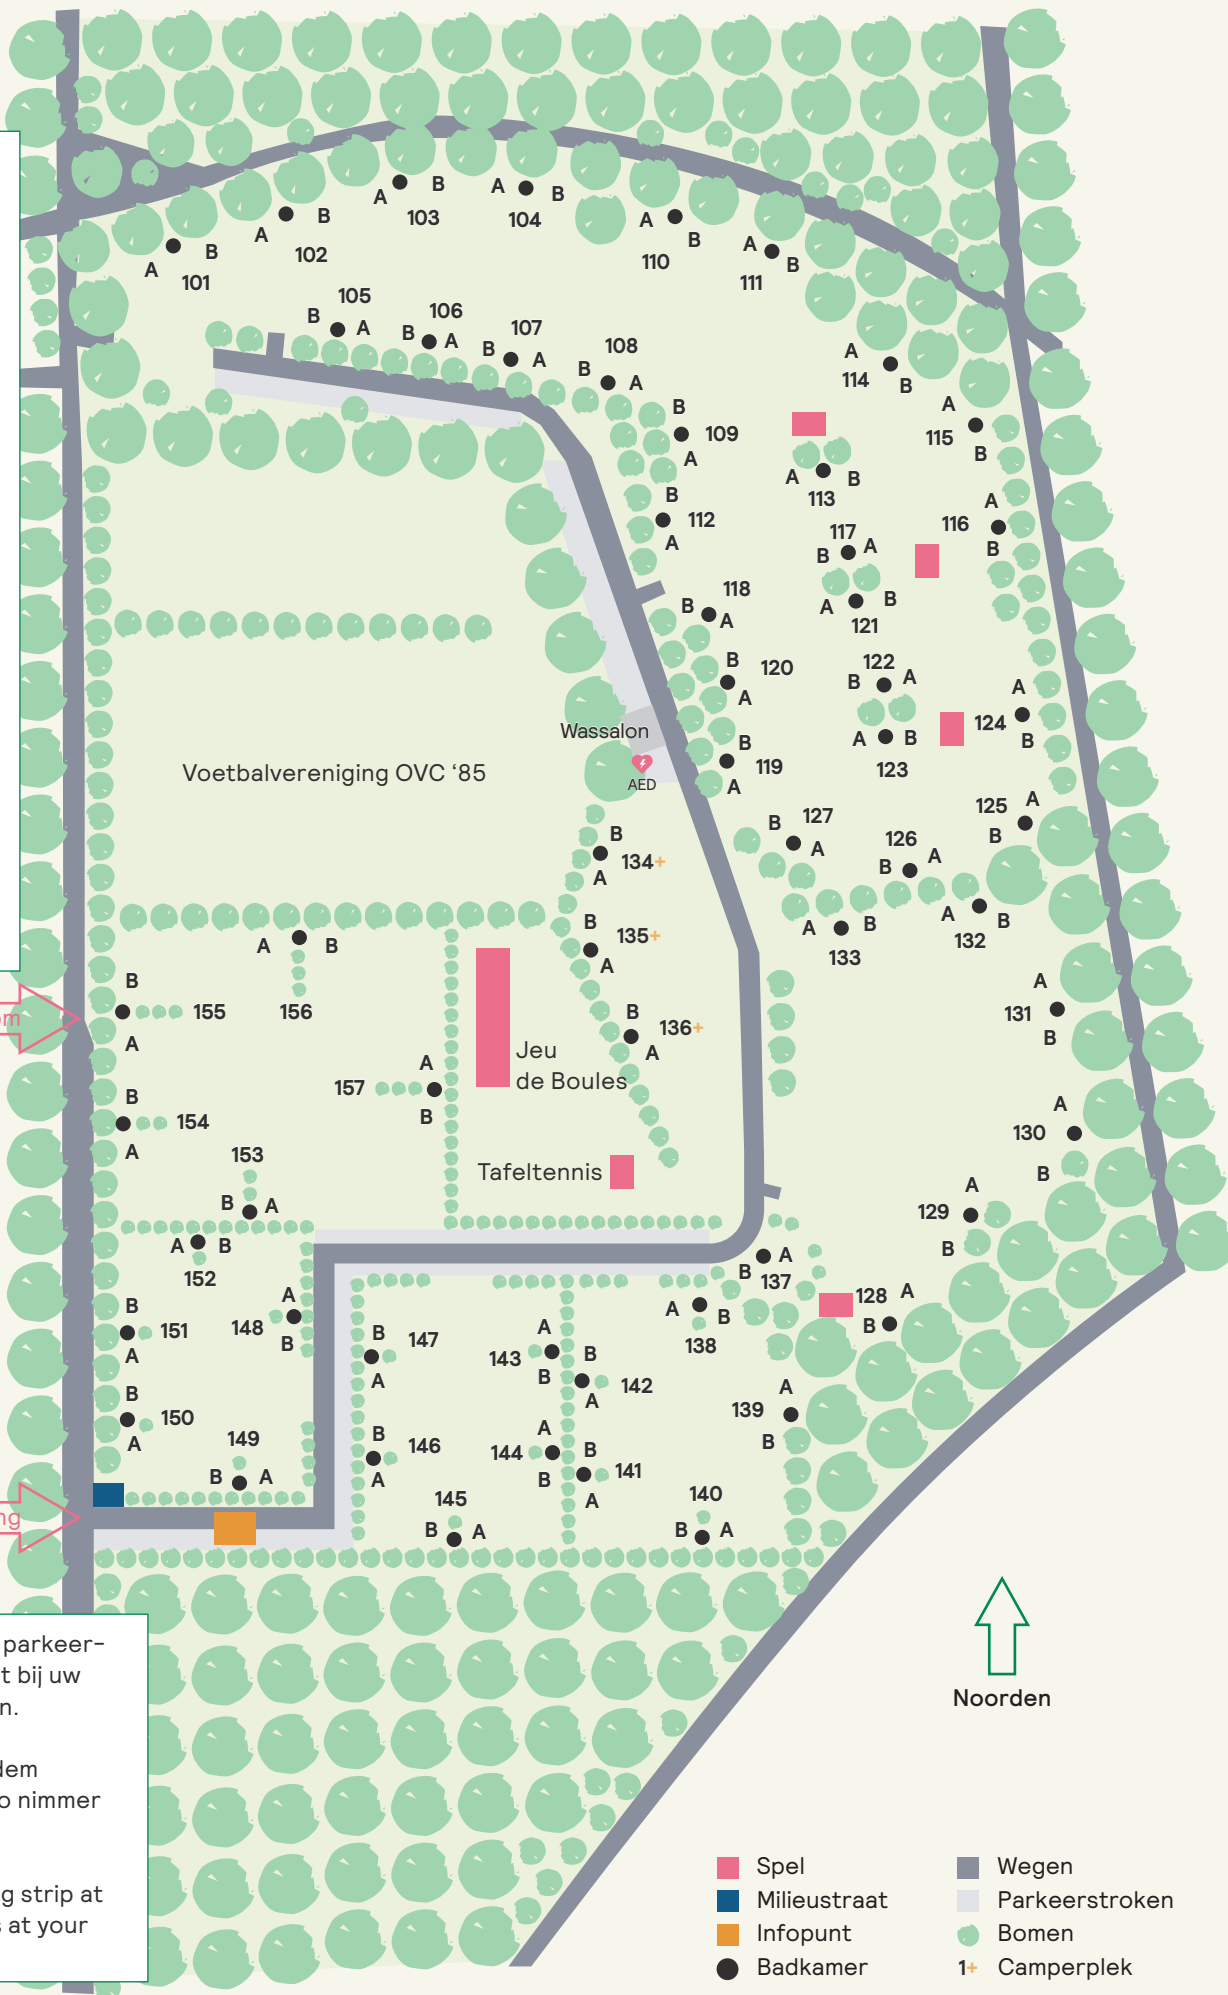 A B
103
A B
104
A B
102
A B
101
A
B
110
A
B
111
105
B A
106
B A
107
B A
108
B A
A
114
B
B
109
A
A
115
B
A B
113
B
112
A
A
116
B
117
B A
A B
121
118
B
A
B
120
A
122
B A
A
124
B
A B
123
Wassalon
AED
B
119
A
Voetbalvereniging OVC ‘85
A
125
B
127
B
A
126
B A
B
134+
A
A B
133
A B
132
B
135+
A
A B
156
B
155
A
A
131
B
B
136+
A
Jeu
de Boules
A
157
B
B
154
A
A
130
B
153
B A
Tafeltennis
A
129
B
A B
152
A
B
137
A
128
B
B
151
A
A
148
B
A B
138
B
147
A
A
143
B
B
142
A
B
150
A
A
139
B
149
B A
B
146
A
A
144
B
B
141
A
145
B A
140
B A
om
ng
parkeer-
t bij uw
n.
dem
o nimmer
g strip at
s at your
Noorden
Spel
Milieustraat
Infopunt
Badkamer
Wegen
Parkeerstroken
Bomen
1+ Camperplek